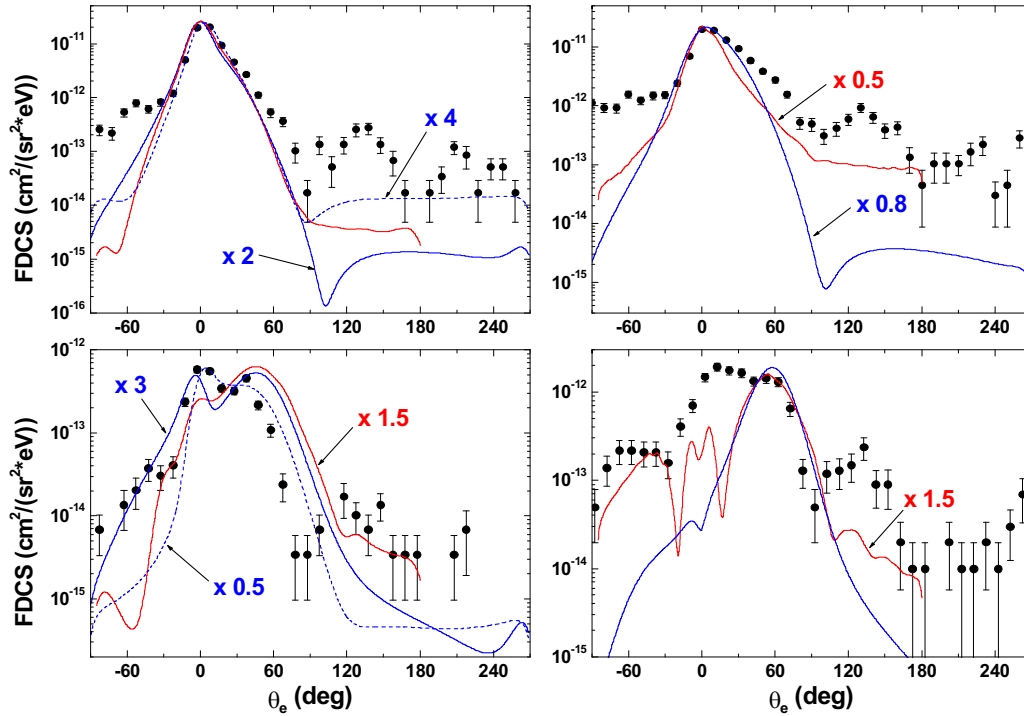 FDCS (cm²/(sr²*eV))
10⁻¹¹
10⁻¹²
10⁻¹³
10⁻¹⁴
10⁻¹⁵
10⁻¹⁶
x 4
x 2
-60 0 60 120 180 240
10⁻¹¹
10⁻¹²
10⁻¹³
10⁻¹⁴
10⁻¹⁵
x 0.5
x 0.8
-60 0 60 120 180 240
FDCS (cm²/(sr²*eV))
10⁻¹²
10⁻¹³
10⁻¹⁴
10⁻¹⁵
x 3
x 1.5
x 0.5
-60 0 60 120 180 240
θₑ (deg)
10⁻¹²
10⁻¹³
10⁻¹⁴
10⁻¹⁵
x 1.5
-60 0 60 120 180 240
θₑ (deg)